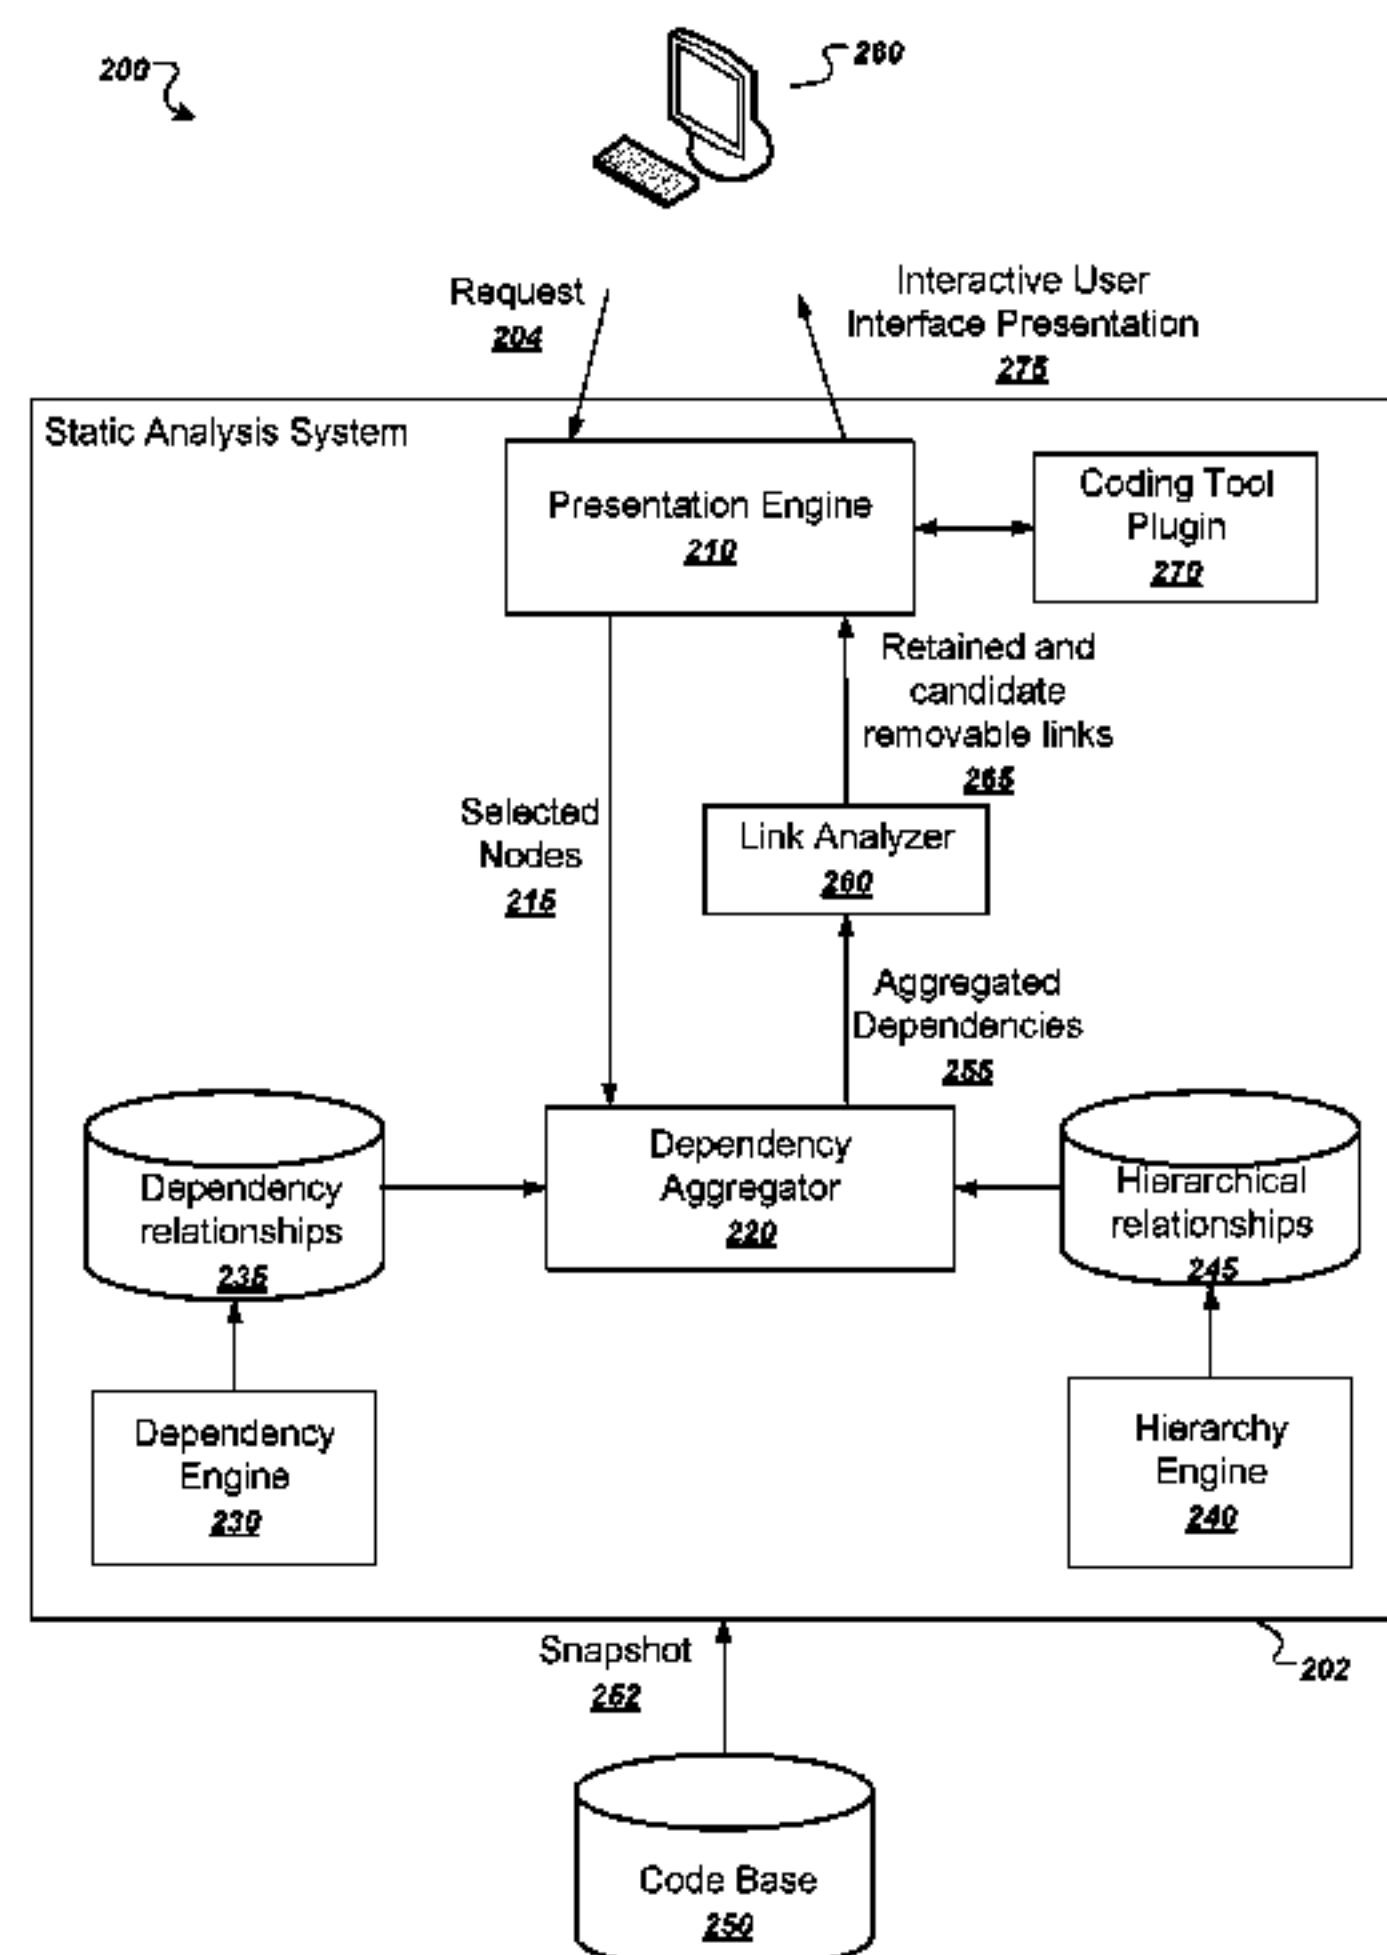 200
260
Request
204
Interactive User
Interface Presentation
275
Static Analysis System
Presentation Engine
210
Coding Tool
Plugin
270
Retained and
candidate
removable links
265
Selected
Nodes
215
Link Analyzer
260
Aggregated
Dependencies
255
Dependency
relationships
235
Dependency
Aggregator
220
Hierarchical
relationships
245
Dependency
Engine
230
Hierarchy
Engine
240
Snapshot
252
202
Code Base
250